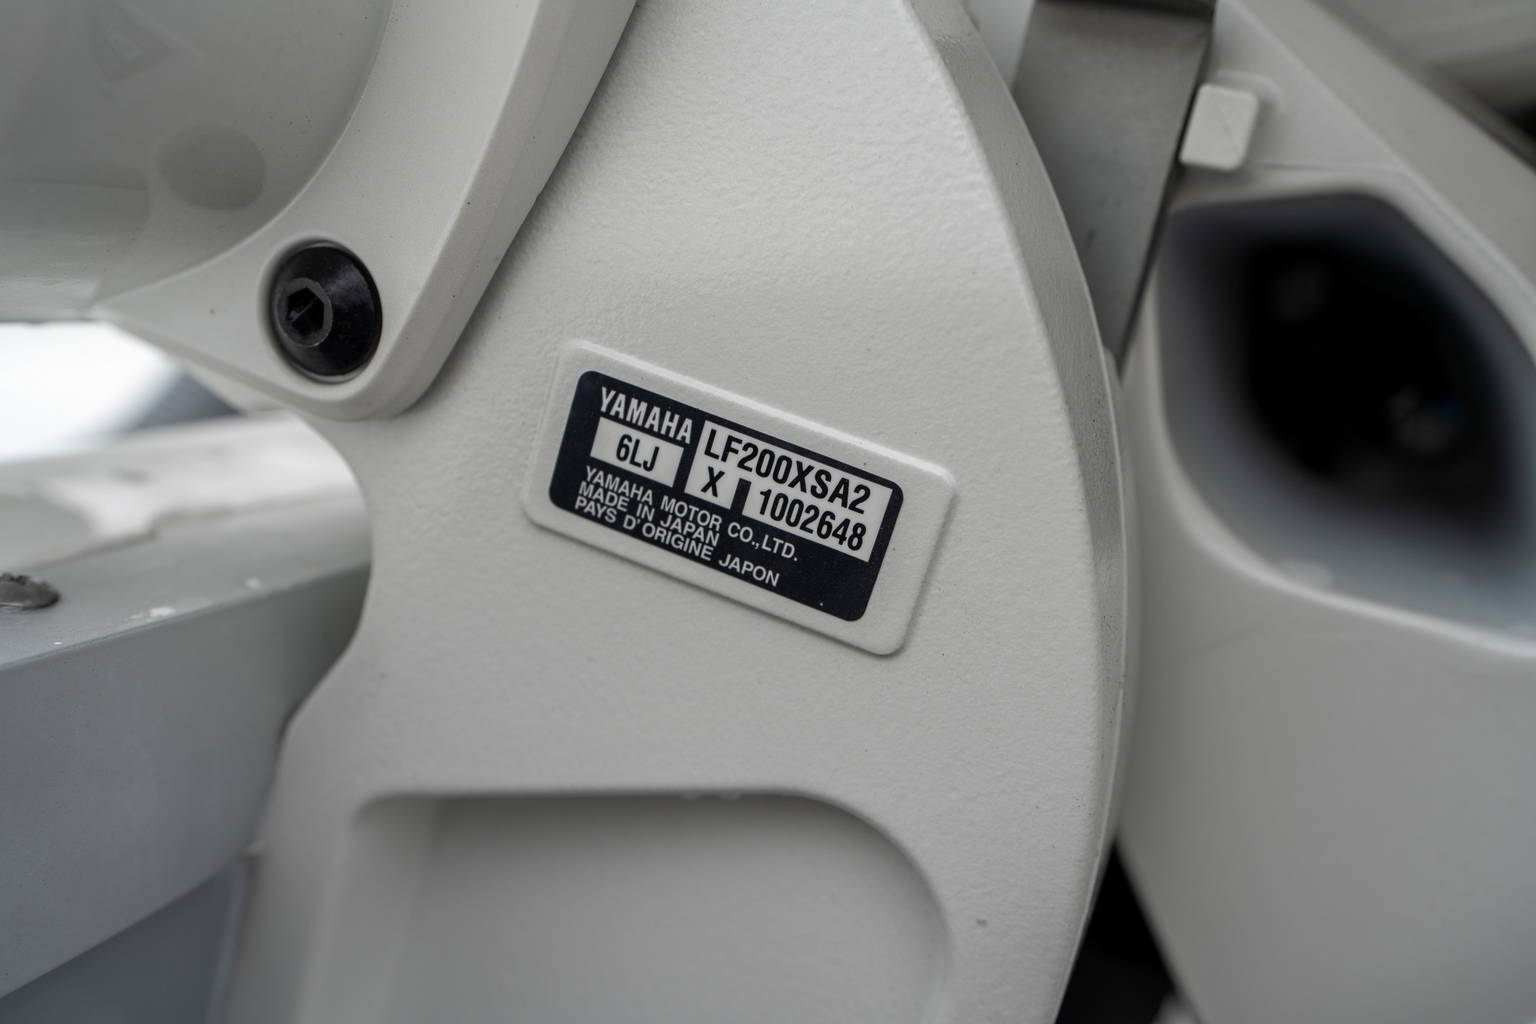 YAMAHA LF200XSA2
6LJ X 1002648
YAMAHA MOTOR CO.,LTD.
MADE IN JAPAN
PAYS D'ORIGINE JAPON